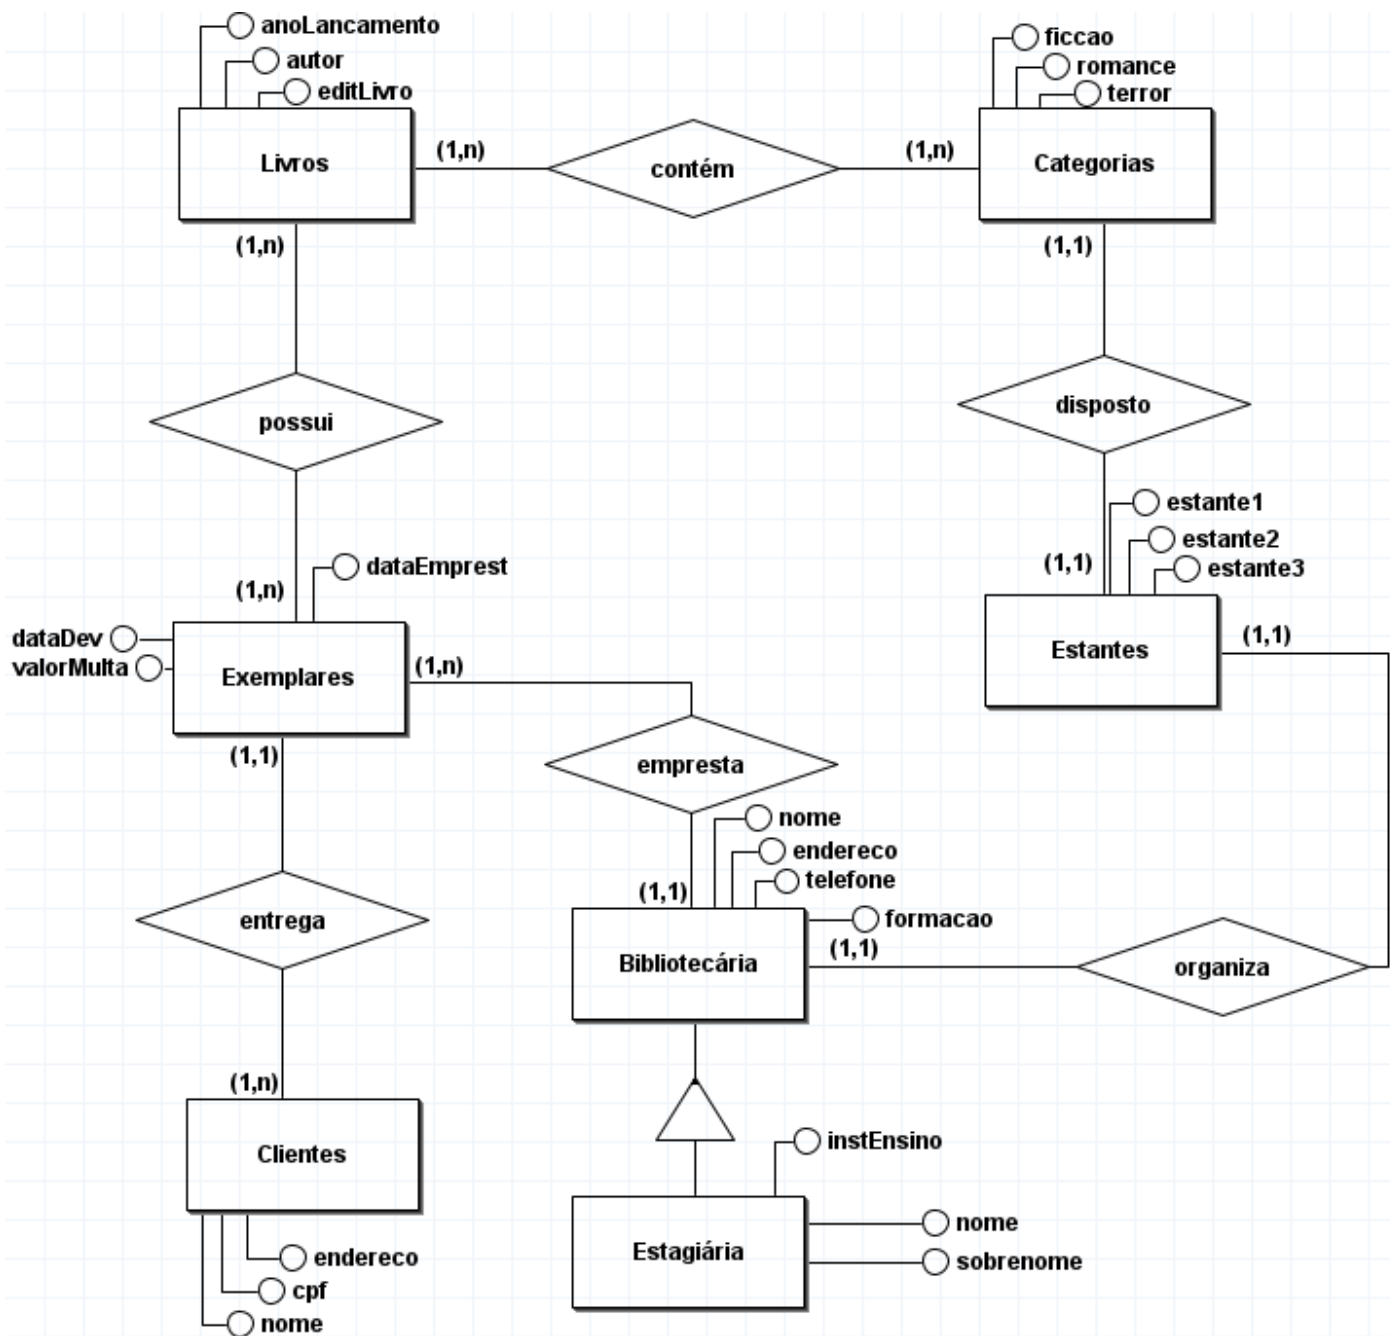 anoLancamento
autor
editLivro
Livros
(1,n)
contém
(1,n)
ficcao
romance
terror
Categorias
(1,n)
(1,1)
possui
disposto
(1,n)
dataEmprest
(1,1)
estante1
estante2
estante3
dataDev
valorMulta
Exemplares
(1,n)
Estantes
(1,1)
(1,1)
empresta
nome
endereco
telefone
formacao
(1,1)
Bibliotecária
(1,1)
organiza
entrega
(1,n)
Clientes
endereco
cpf
nome
instEnsino
Estagiária
nome
sobrenome